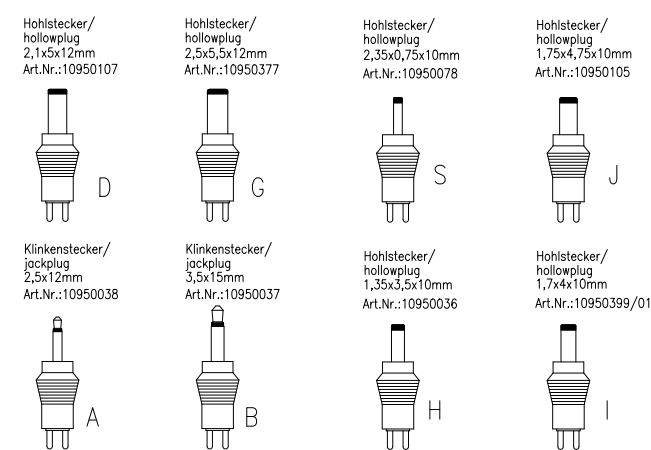 Hohlstecker/
hollowplug
2,1x5x12mm
Art.Nr.:10950107
D
Hohlstecker/
hollowplug
2,5x5,5x12mm
Art.Nr.:10950377
G
Hohlstecker/
hollowplug
2,35x0,75x10mm
Art.Nr.:10950078
S
Hohlstecker/
hollowplug
1,75x4,75x10mm
Art.Nr.:10950105
J
Klinkenstecker/
jackplug
2,5x12mm
Art.Nr.:10950038
A
Klinkenstecker/
jackplug
3,5x15mm
Art.Nr.:10950037
B
Hohlstecker/
hollowplug
1,35x3,5x10mm
Art.Nr.:10950036
H
Hohlstecker/
hollowplug
1,7x4x10mm
Art.Nr.:10950399/01
I